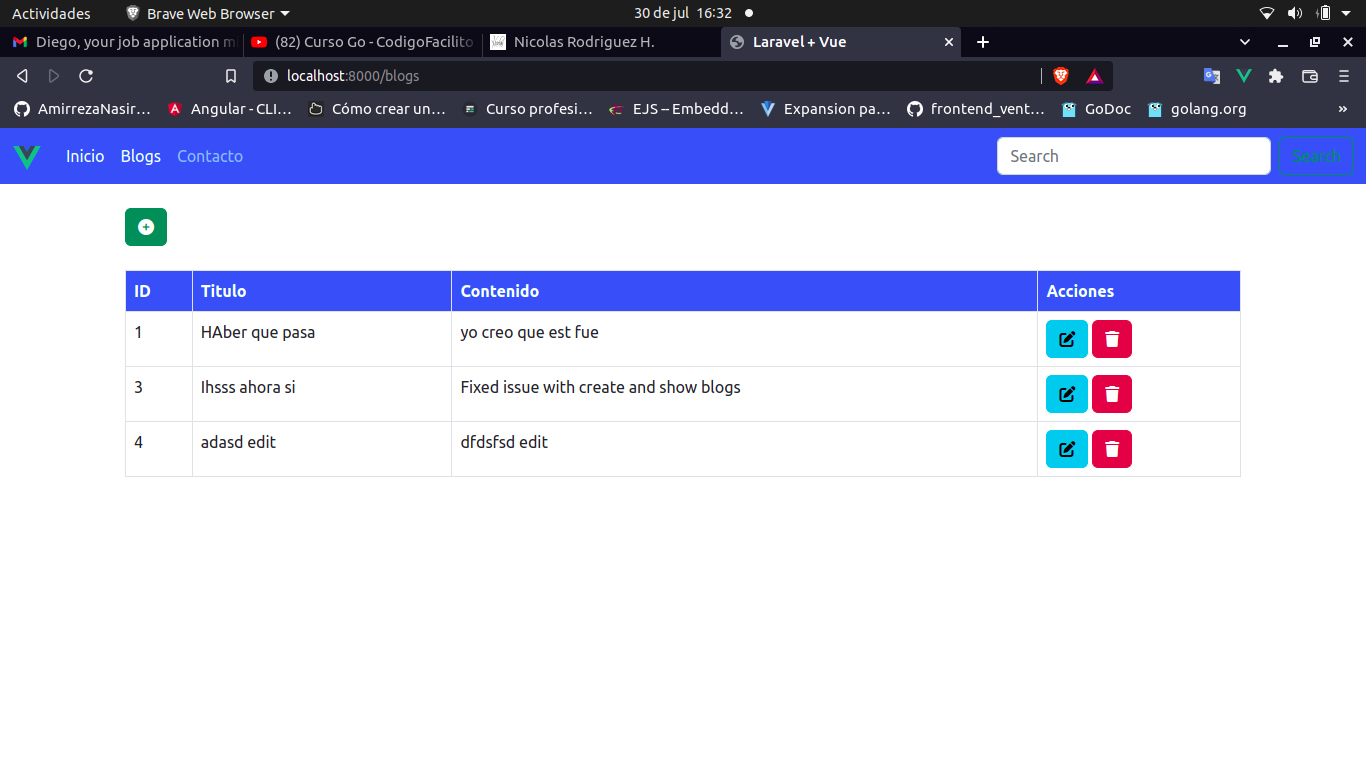 Actividades Brave Web Browser 30 de jul 16:32
Diego, your job application m (82) Curso Go - CodigoFacilito Nicolas Rodriguez H. Laravel + Vue
localhost:8000/blogs
AmirrezaNasir… Angular - CLI… Cómo crear un… Curso profesi… EJS -- Embedd… Expansion pa… frontend_vent… GoDoc golang.org »
Inicio Blogs Contacto Search Search
ID Titulo Contenido Acciones
1 HAber que pasa yo creo que est fue
3 Ihsss ahora si Fixed issue with create and show blogs
4 adasd edit dfdsfsd edit